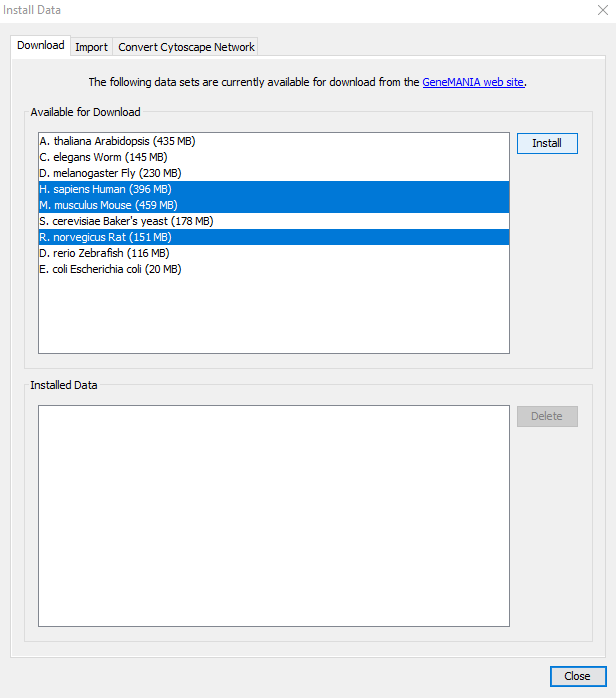 Install Data
Download Import Convert Cytoscape Network
The following data sets are currently available for download from the GeneMANIA web site.
Available for Download
A. thaliana Arabidopsis (435 MB)
Install
C. elegans Worm (145 MB)
D. melanogaster Fly (230 MB)
H. sapiens Human (396 MB)
M. musculus Mouse (459 MB)
S. cerevisiae Baker's yeast (178 MB)
R. norvegicus Rat (151 MB)
D. rerio Zebrafish (116 MB)
E. coli Escherichia coli (20 MB)
Installed Data
Delete
Close